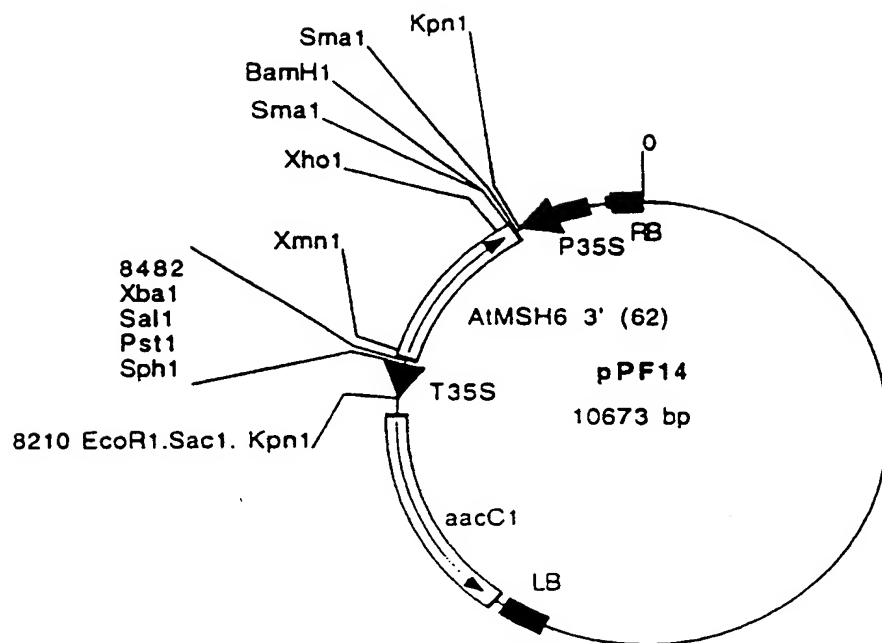 Kpn1
Sma1
BamH1
Sma1
Xho1
0
RB
P35S
Xmn1
8482
Xba1
Sal1
Pst1
Sph1
AtMSH6 3' (62)
pPF14
10673 bp
T35S
8210 EcoR1.Sac1. Kpn1
aacC1
LB